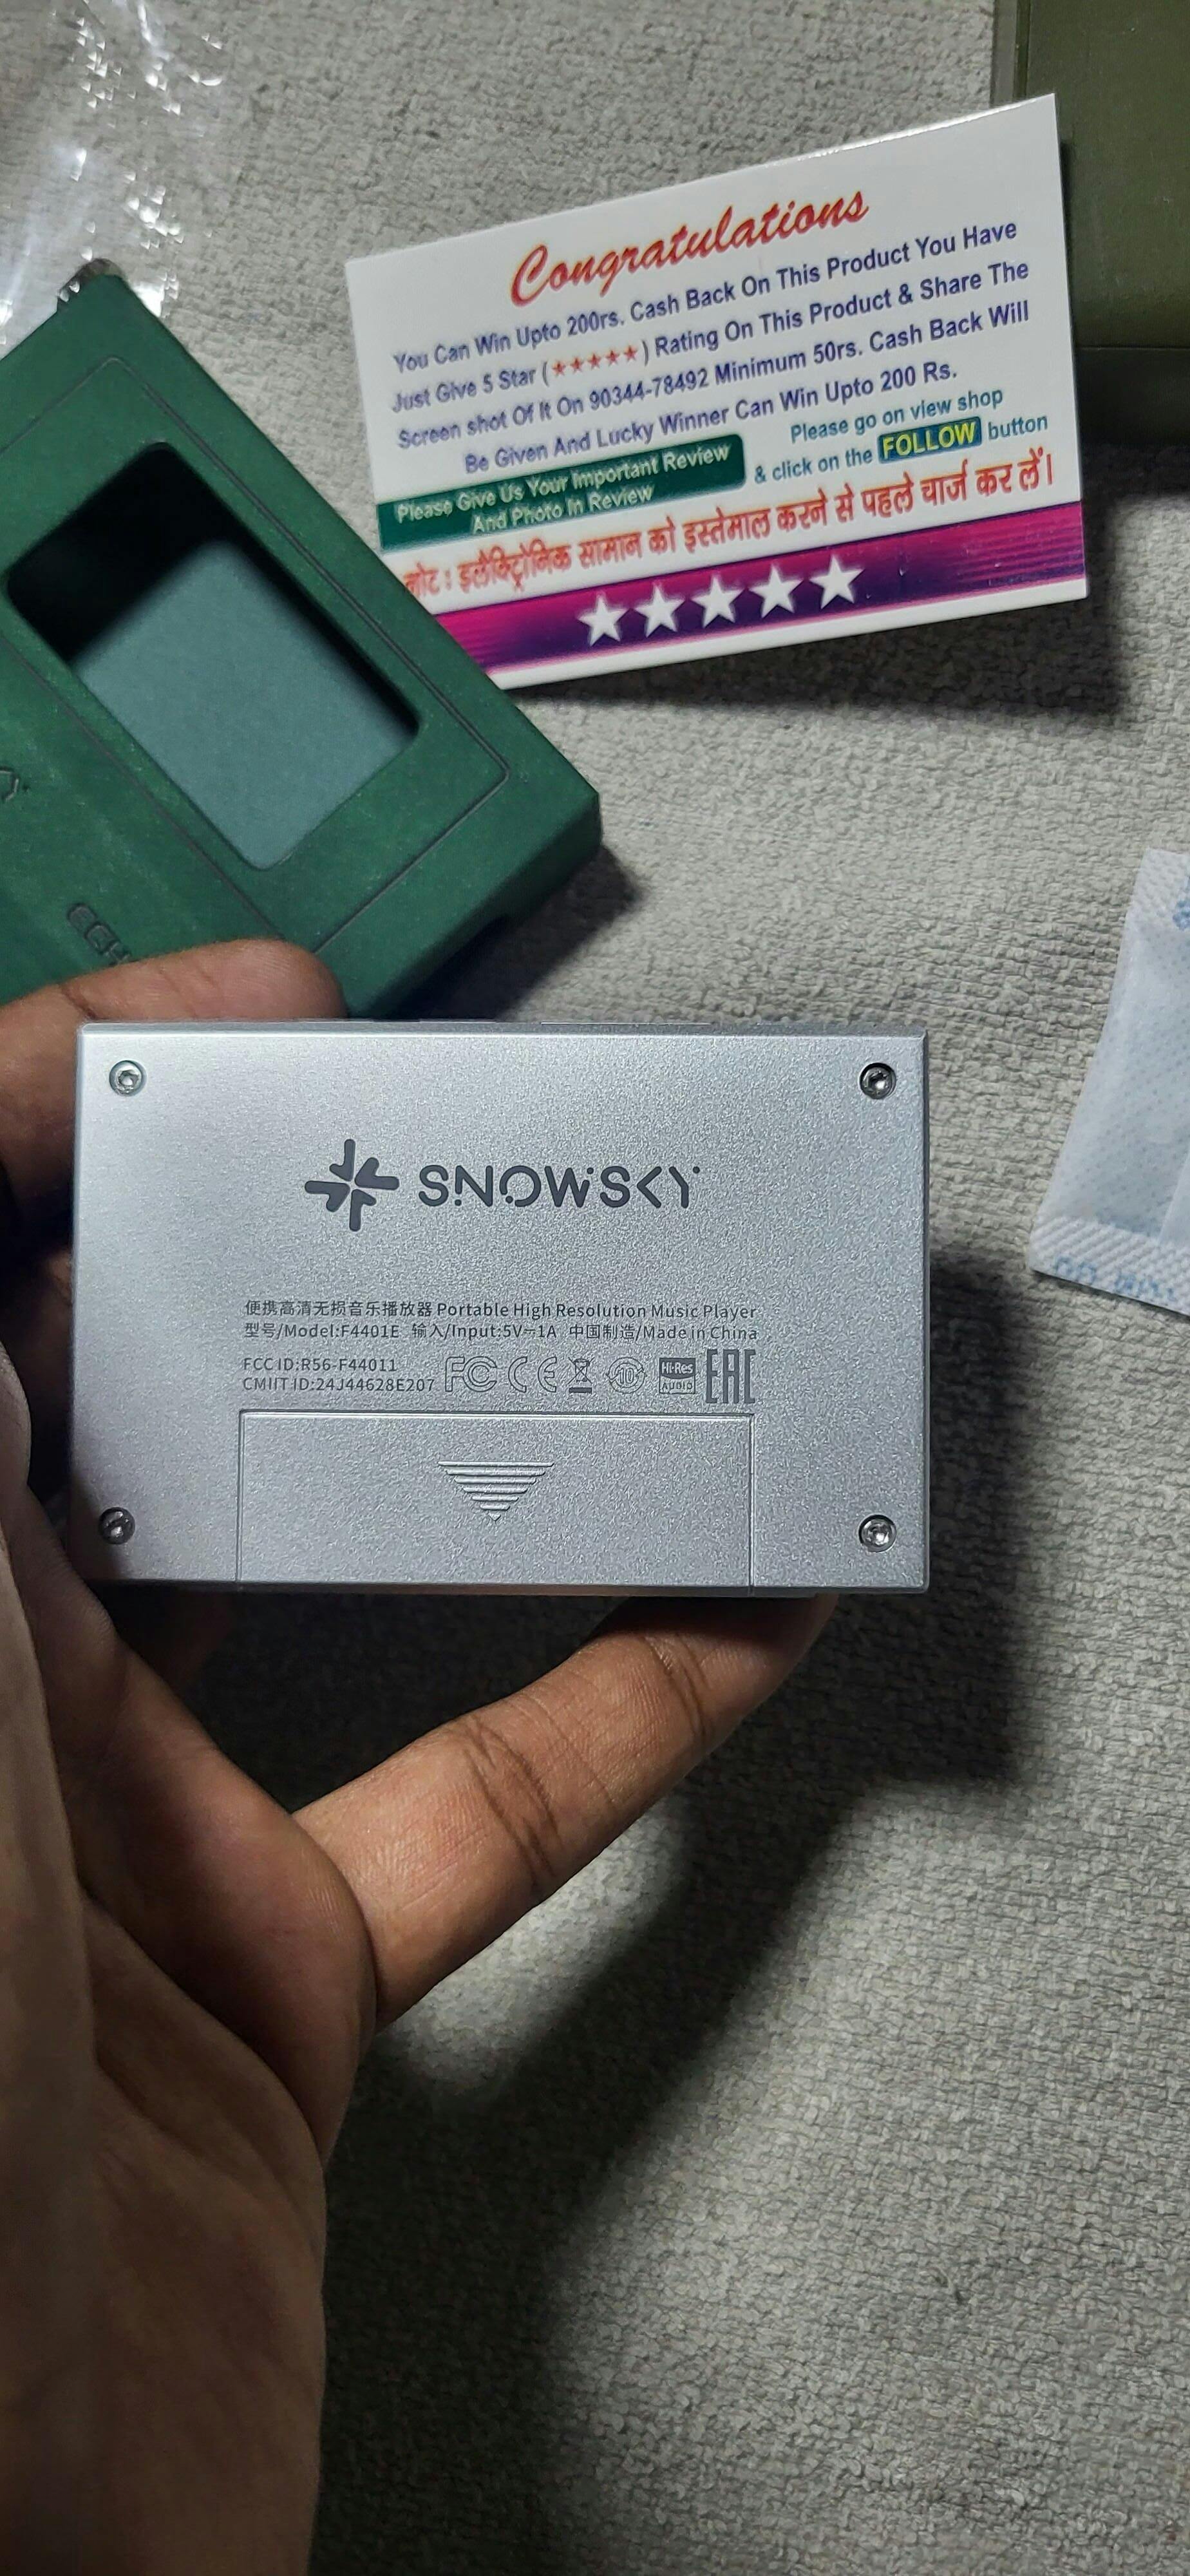 Congratulations
You Can Win Upto 200rs. Cash Back On This Product You Have
Just Give 5 Star (★★★★★) Rating On This Product & Share The
Screen shot Of It On 90344-78492 Minimum 50rs. Cash Back Will
Be Given And Lucky Winner Can Win Upto 200 Rs.
Please Give Us Your Important Review
And Photo In Review
Please go on view shop
& click on the FOLLOW button
नोट : इलैक्ट्रोनिक सामान को इस्तेमाल करने से पहले चार्ज कर लें।
SNOWSKY
便携高清无损音乐播放器 Portable High Resolution Music Player
型号/Model:F4401E 输入/Input:5V⎓1A 中国制造/Made in China
FCC ID:R56-F44011
CMIIT ID:24J44628E207
FC CE 10 Hi-Res AUDIO EAC